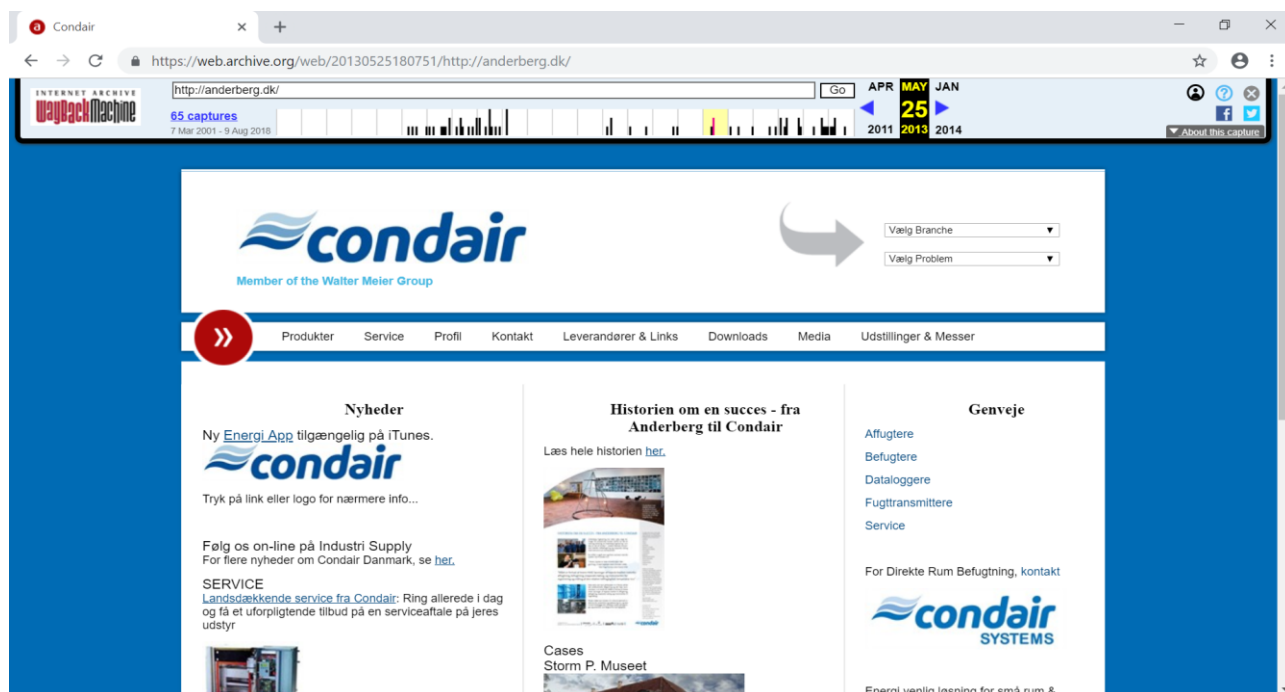 Condair
https://web.archive.org/web/20130525180751/http://anderberg.dk/
INTERNET ARCHIVE
WayBackMachine
http://anderberg.dk/
Go
65 captures
7 Mar 2001 - 9 Aug 2018
APR MAY JAN
25
2011 2013 2014
About this capture
condair
Member of the Walter Meier Group
Vælg Branche
Vælg Problem
Produkter Service Profil Kontakt Leverandører & Links Downloads Media Udstillinger & Messer
Nyheder
Ny Energi App tilgængelig på iTunes.
condair
Tryk på link eller logo for nærmere info...
Følg os on-line på Industri Supply
For flere nyheder om Condair Danmark, se her.
SERVICE
Landsdækkende service fra Condair: Ring allerede i dag
og få et uforpligtende tilbud på en serviceaftale på jeres
udstyr
Historien om en succes - fra
Anderberg til Condair
Læs hele historien her.
Cases
Storm P. Museet
Genveje
Affugtere
Befugtere
Dataloggere
Fugttransmittere
Service
For Direkte Rum Befugtning, kontakt
condair
SYSTEMS
Energi venlig løsning for små rum &